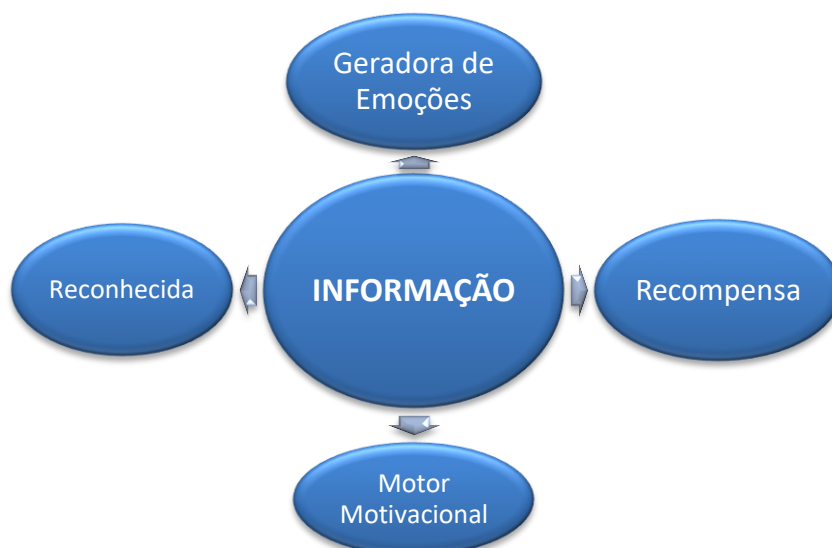 Geradora de
Emoções
Reconhecida
INFORMAÇÃO
Recompensa
Motor
Motivacional